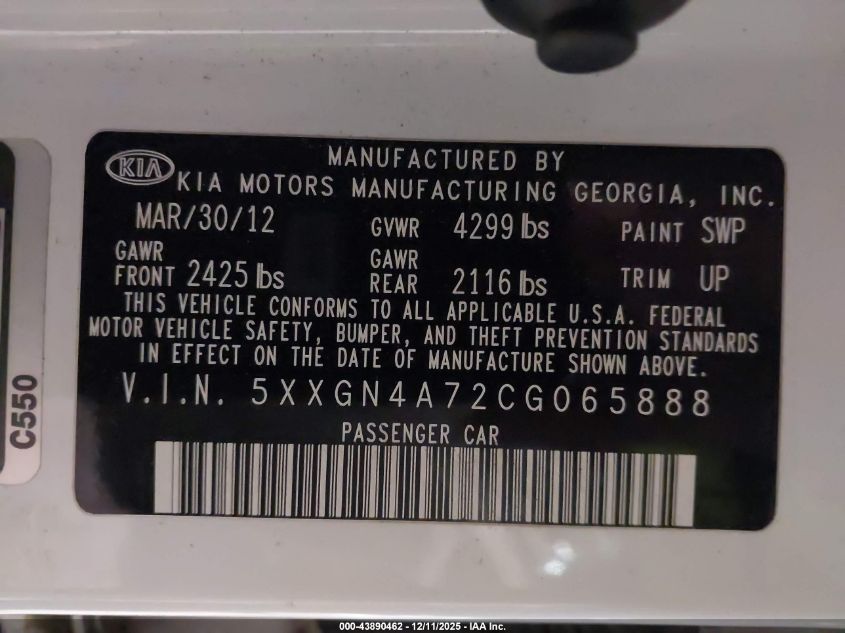 KIA
MANUFACTURED BY
KIA MOTORS MANUFACTURING GEORGIA, INC.
MAR/30/12 GVWR 4299 lbs PAINT SWP
GAWR FRONT 2425 lbs GAWR REAR 2116 lbs TRIM UP
THIS VEHICLE CONFORMS TO ALL APPLICABLE U.S.A. FEDERAL
MOTOR VEHICLE SAFETY, BUMPER, AND THEFT PREVENTION STANDARDS
IN EFFECT ON THE DATE OF MANUFACTURE SHOWN ABOVE.
V.I.N. 5XXGN4A72CG065888
PASSENGER CAR
C550
000-43890462 - 12/11/2025 - IAA Inc.